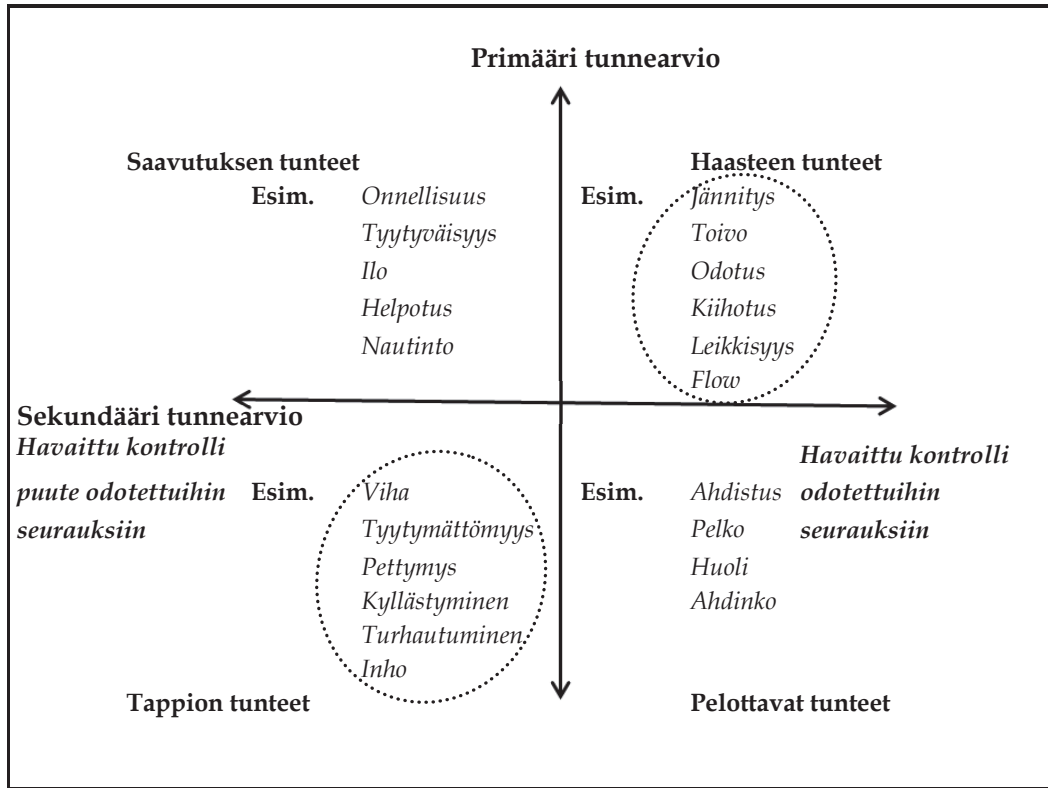 Primääri tunnearvio
Saavutuksen tunteet
Haasteen tunteet
Esim. Onnellisuus
Tyytyväisyys
Ilo
Helpotus
Nautinto
Esim. Jännitys
Toivo
Odotus
Kiihotus
Leikkisyys
Flow
Sekundääri tunnearvio
Havaittu kontrolli
puute odotettuihin
seurauksiin
Esim. Viha
Tyytymättömyys
Pettymys
Kyllästyminen
Turhautuminen
Inho
Esim. Ahdistus
Pelko
Huoli
Ahdinko
Havaittu kontrolli
odotettuihin
seurauksiin
Tappion tunteet
Pelottavat tunteet